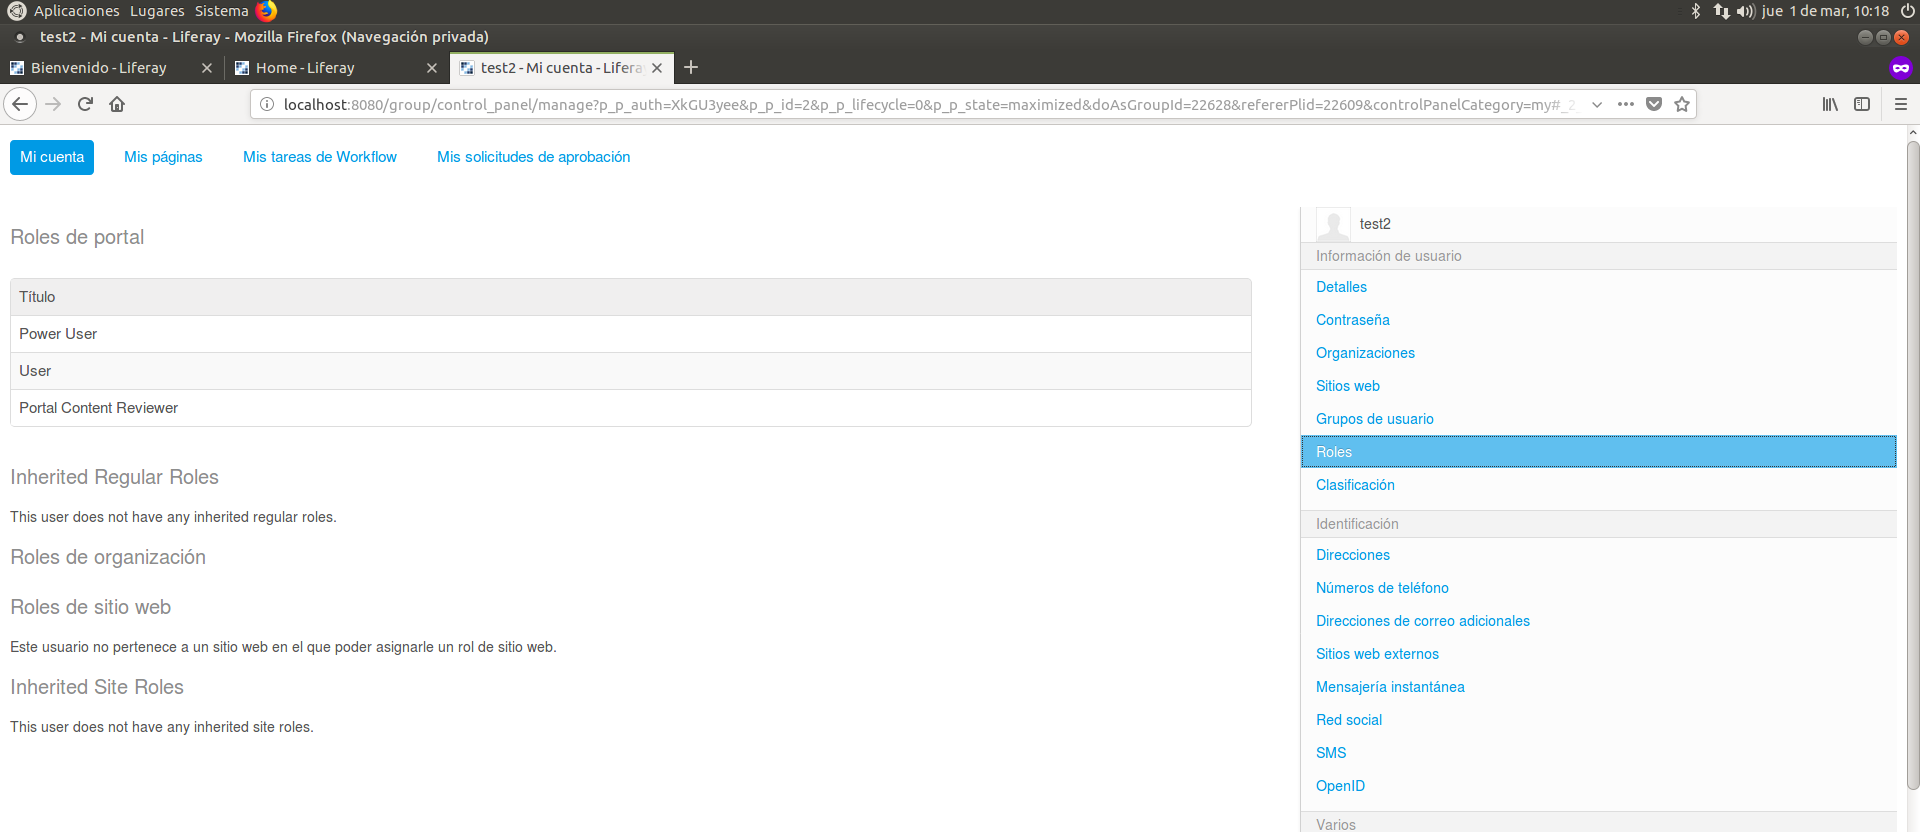 Aplicaciones Lugares Sistema jue 1 de mar, 10:18
test2 - Mi cuenta - Liferay - Mozilla Firefox (Navegación privada)
Bienvenido - Liferay Home - Liferay test2 - Mi cuenta - Lifera
localhost:8080/group/control_panel/manage?p_p_auth=XkGU3yee&p_p_id=2&p_p_lifecycle=0&p_p_state=maximized&doAsGroupId=22628&refererPlid=22609&controlPanelCategory=my#_2
Mi cuenta Mis páginas Mis tareas de Workflow Mis solicitudes de aprobación
Roles de portal
Título
Power User
User
Portal Content Reviewer
Inherited Regular Roles
This user does not have any inherited regular roles.
Roles de organización
Roles de sitio web
Este usuario no pertenece a un sitio web en el que poder asignarle un rol de sitio web.
Inherited Site Roles
This user does not have any inherited site roles.
test2
Información de usuario
Detalles
Contraseña
Organizaciones
Sitios web
Grupos de usuario
Roles
Clasificación
Identificación
Direcciones
Números de teléfono
Direcciones de correo adicionales
Sitios web externos
Mensajería instantánea
Red social
SMS
OpenID
Varios